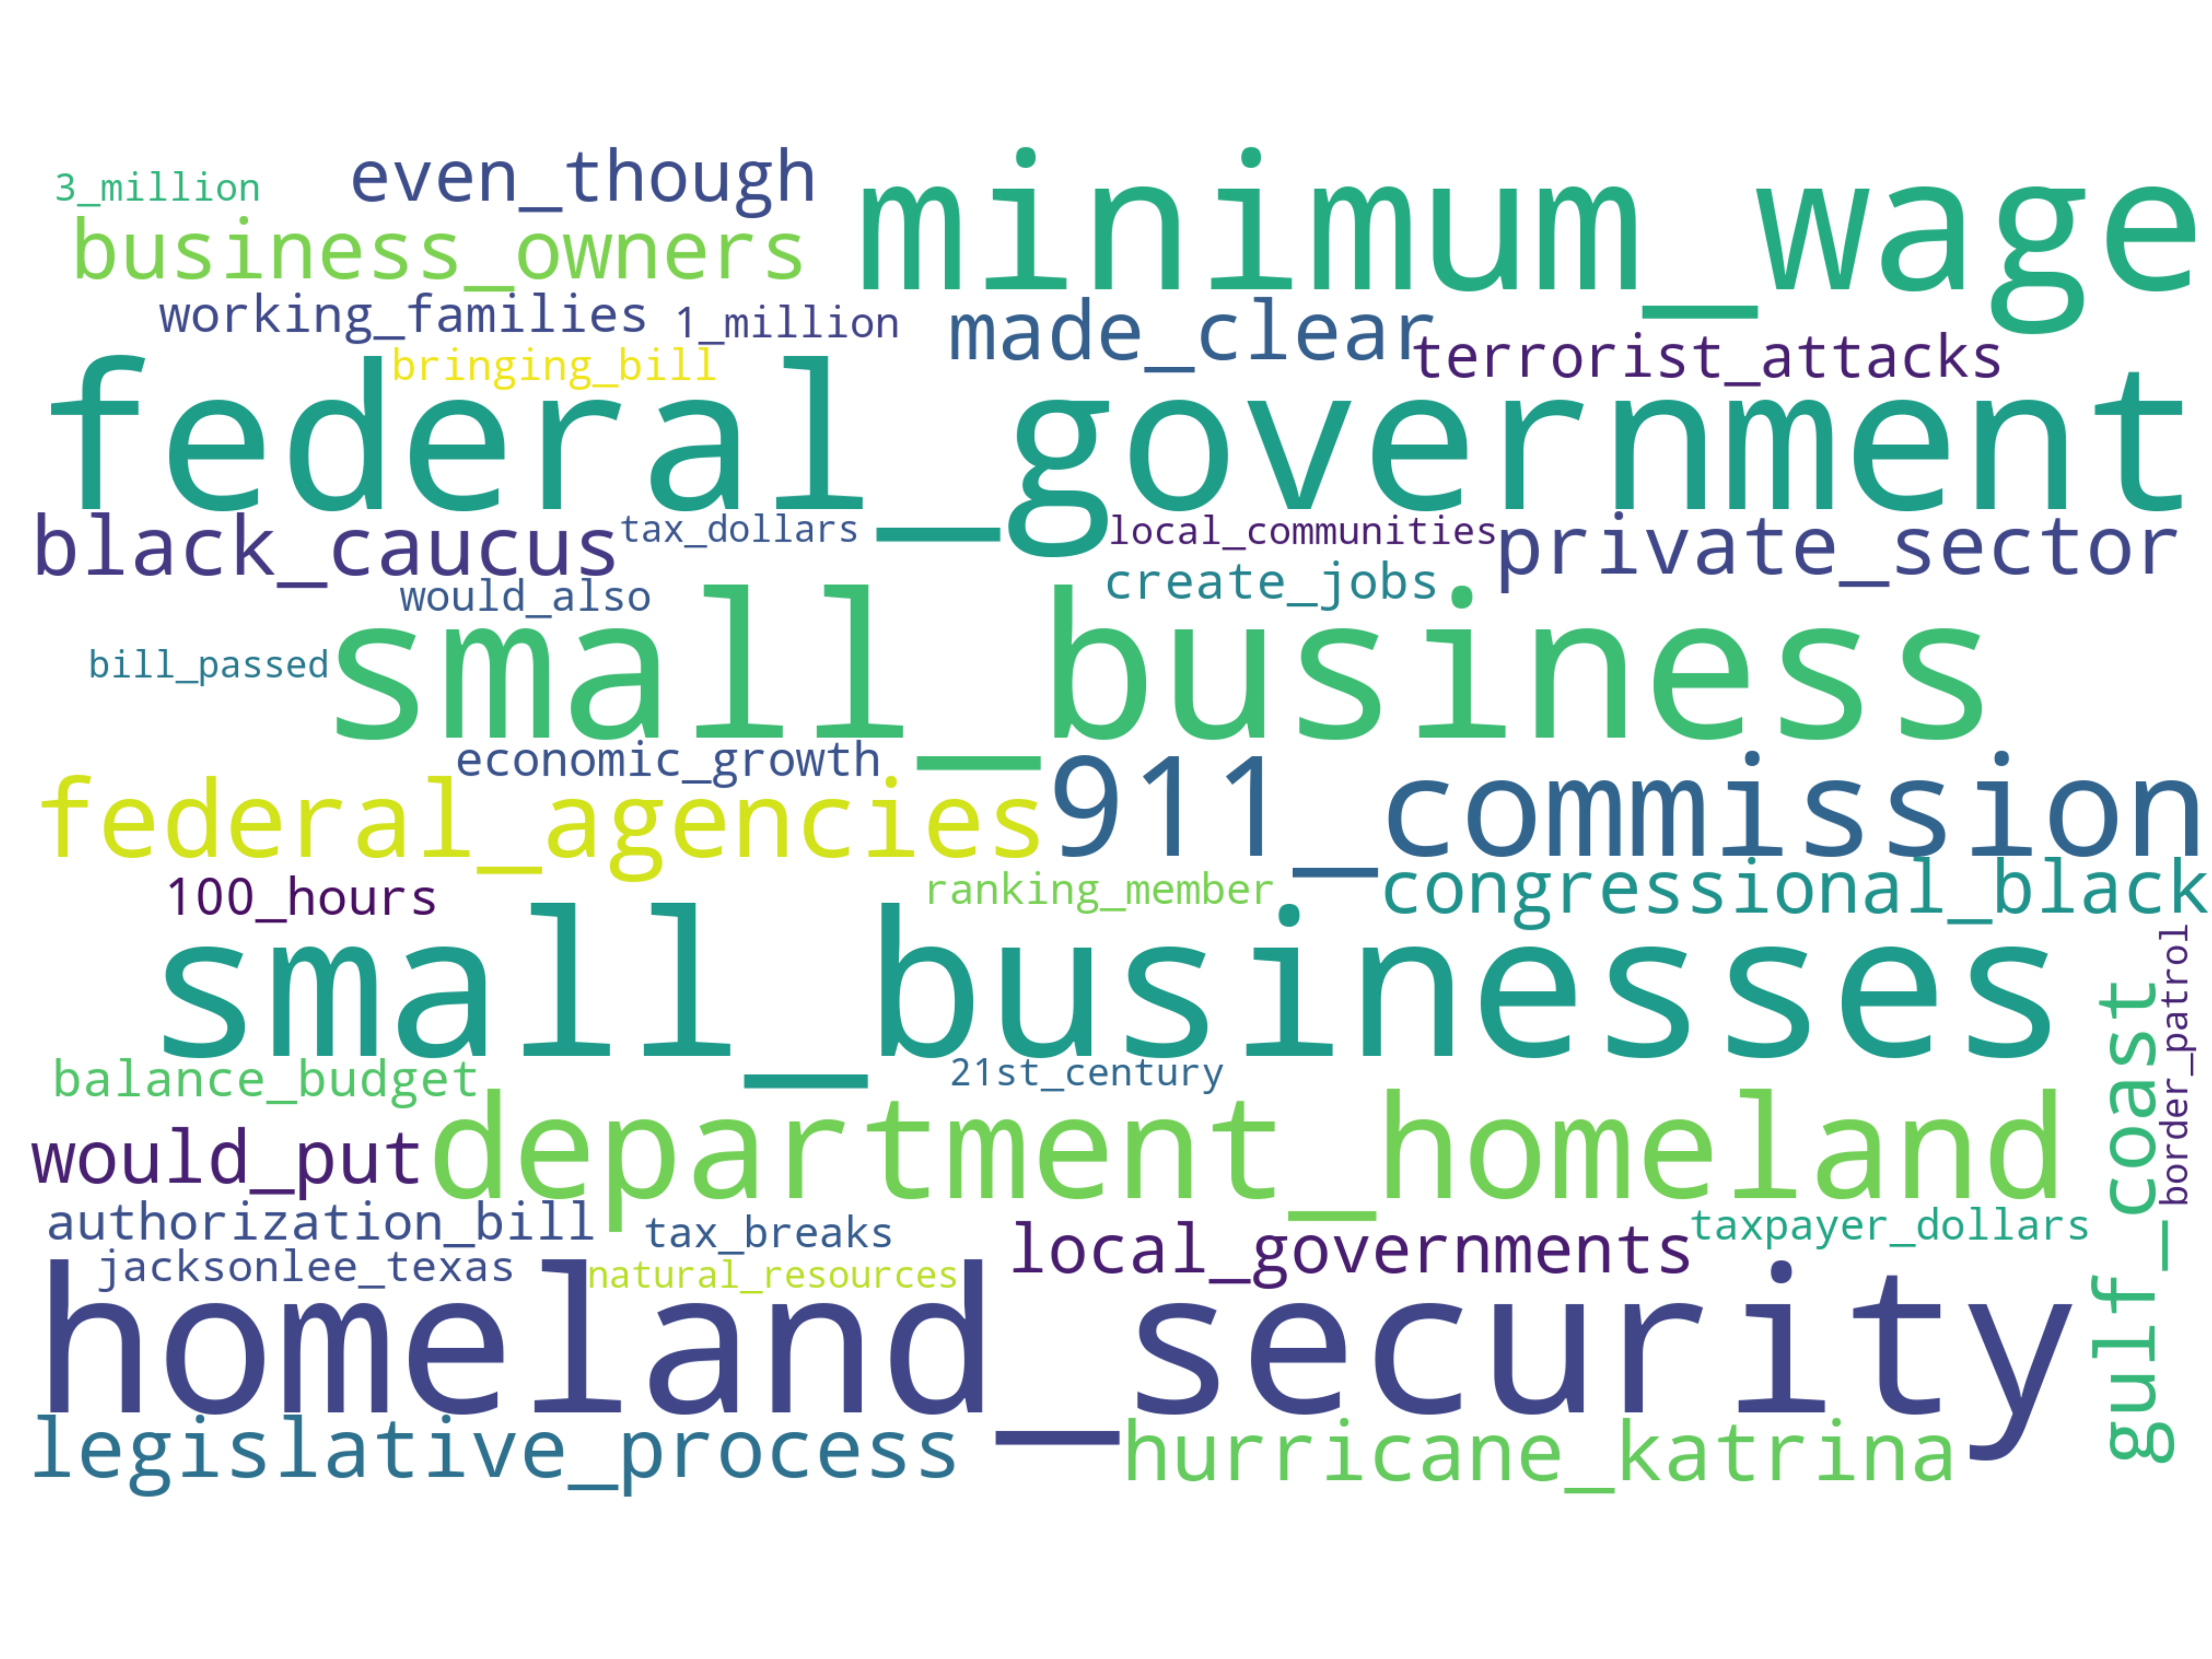 3_million
even_though
minimum_wage
business_owners
working_families
1_million
made_clear
terrorist_attacks
bringing_bill
federal_government
black_caucus
tax_dollars
local_communities
private_sector
would_also
create_jobs
bill_passed
small_business
economic_growth
federal_agencies
911_commission
100_hours
ranking_member
congressional_black
small_businesses
border_patrol
gulf_coast
balance_budget
21st_century
department_homeland
would_put
authorization_bill
tax_breaks
local_governments
taxpayer_dollars
jacksonlee_texas
natural_resources
homeland_security
legislative_process
hurricane_katrina